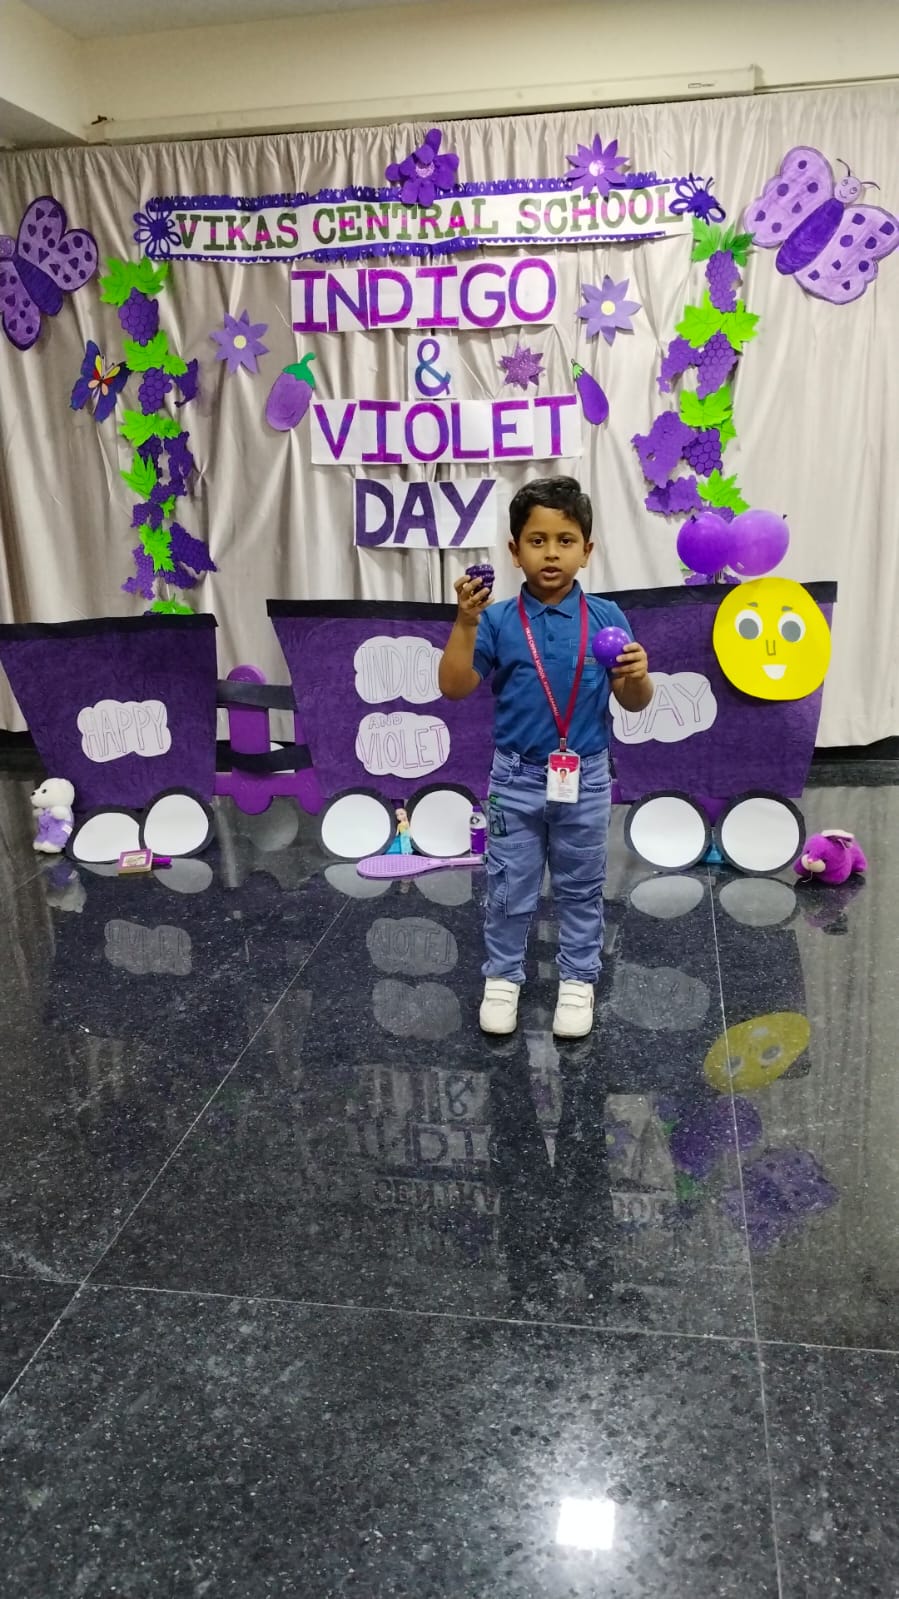 VIKAS CENTRAL SCHOOL
INDIGO
&
VIOLET
DAY
HAPPY
INDIGO
AND
VIOLET
DAY